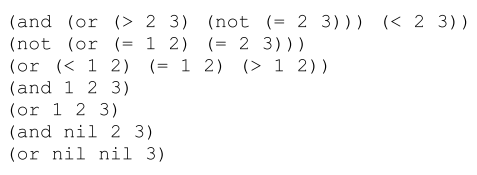 (and (or (> 2 3) (not (= 2 3))) (< 2 3))
(not (or (= 1 2) (= 2 3)))
(or (< 1 2) (= 1 2) (> 1 2))
(and 1 2 3)
(or 1 2 3)
(and nil 2 3)
(or nil nil 3)